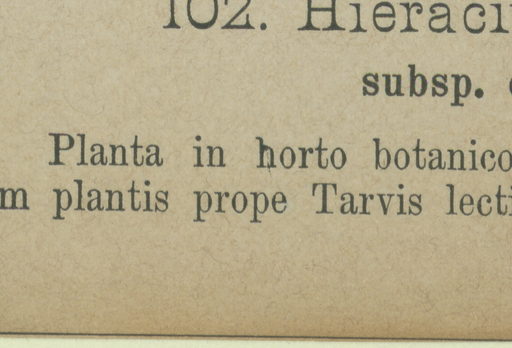 102. Hieraci
subsp.
Planta in horto botanico
m plantis prope Tarvis lecti